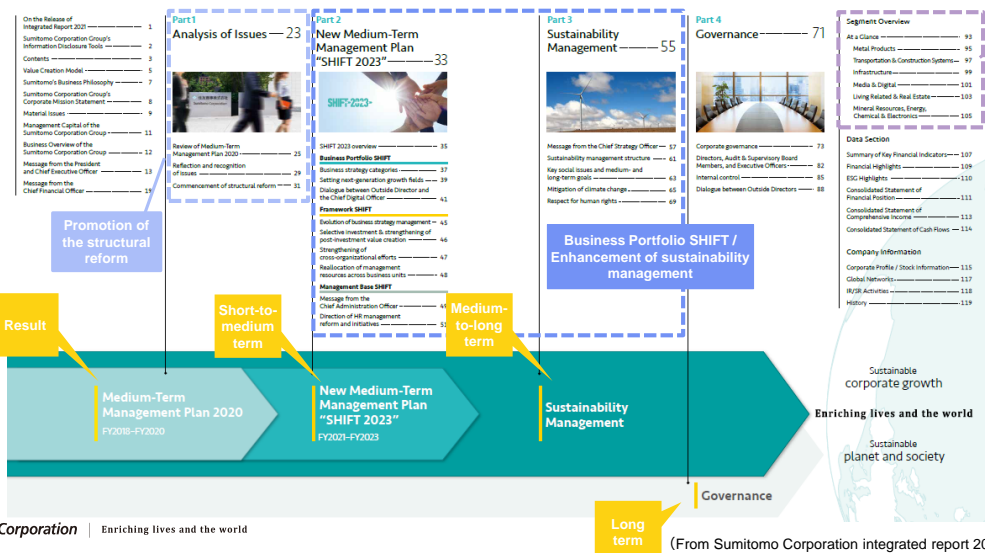 On the Release of
Integrated Report 2021 1
Sumitomo Corporation Group's
Information Disclosure Tools 2
Contents 3
Value Creation Model 5
Sumitomo's Business Philosophy 7
Sumitomo Corporation Group's
Corporate Mission Statement 8
Material Issues 9
Management Capital of the
Sumitomo Corporation Group 11
Business Overview of the
Sumitomo Corporation Group 12
Message from the President
and Chief Executive Officer 13
Message from the
Chief Financial Officer 19
Part 1
Analysis of Issues 23
Review of Medium-Term
Management Plan 2020 25
Reflection and recognition
of issues 29
Commencement of structural reform 31
Promotion of
the structural
reform
Part 2
New Medium-Term
Management Plan
"SHIFT 2023" 33
SHIFT-2023-
SHIFT 2023 overview 35
Business Portfolio SHIFT
Business strategy categories 37
Setting next-generation growth fields 39
Dialogue between Outside Director and
the Chief Digital Officer 41
Framework SHIFT
Evolution of business strategy management 45
Selective investment & strengthening of
post-investment value creation 46
Strengthening of
cross-organizational efforts 47
Reallocation of management
resources across business units 48
Management Base SHIFT
Message from the
Chief Administration Officer 49
Direction of HR management
reform and initiatives 51
Part 3
Sustainability
Management 55
Message from the Chief Strategy Officer 57
Sustainability management structure 61
Key social issues and medium- and
long-term goals 63
Mitigation of climate change 65
Respect for human rights 69
Business Portfolio SHIFT /
Enhancement of sustainability
management
Part 4
Governance 71
Corporate governance 73
Directors, Audit & Supervisory Board
Members, and Executive Officers 82
Internal control 85
Dialogue between Outside Directors 88
Segment Overview
At a Glance 93
Metal Products 95
Transportation & Construction Systems 97
Infrastructure 99
Media & Digital 101
Living Related & Real Estate 103
Mineral Resources, Energy,
Chemical & Electronics 105
Data Section
Summary of Key Financial Indicators 107
Financial Highlights 109
ESG Highlights 110
Consolidated Statement of
Financial Position 111
Consolidated Statement of
Comprehensive Income 113
Consolidated Statement of Cash Flows 114
Company Information
Corporate Profile / Stock Information 115
Global Networks 117
IR/SR Activities 118
History 119
Result
Short-to-
medium
term
Medium-
to-long
term
Medium-Term
Management Plan 2020
FY2018–FY2020
New Medium-Term
Management Plan
"SHIFT 2023"
FY2021–FY2023
Sustainability
Management
Governance
Long
term
Sustainable
corporate growth
Enriching lives and the world
Sustainable
planet and society
Corporation | Enriching lives and the world
(From Sumitomo Corporation integrated report 20